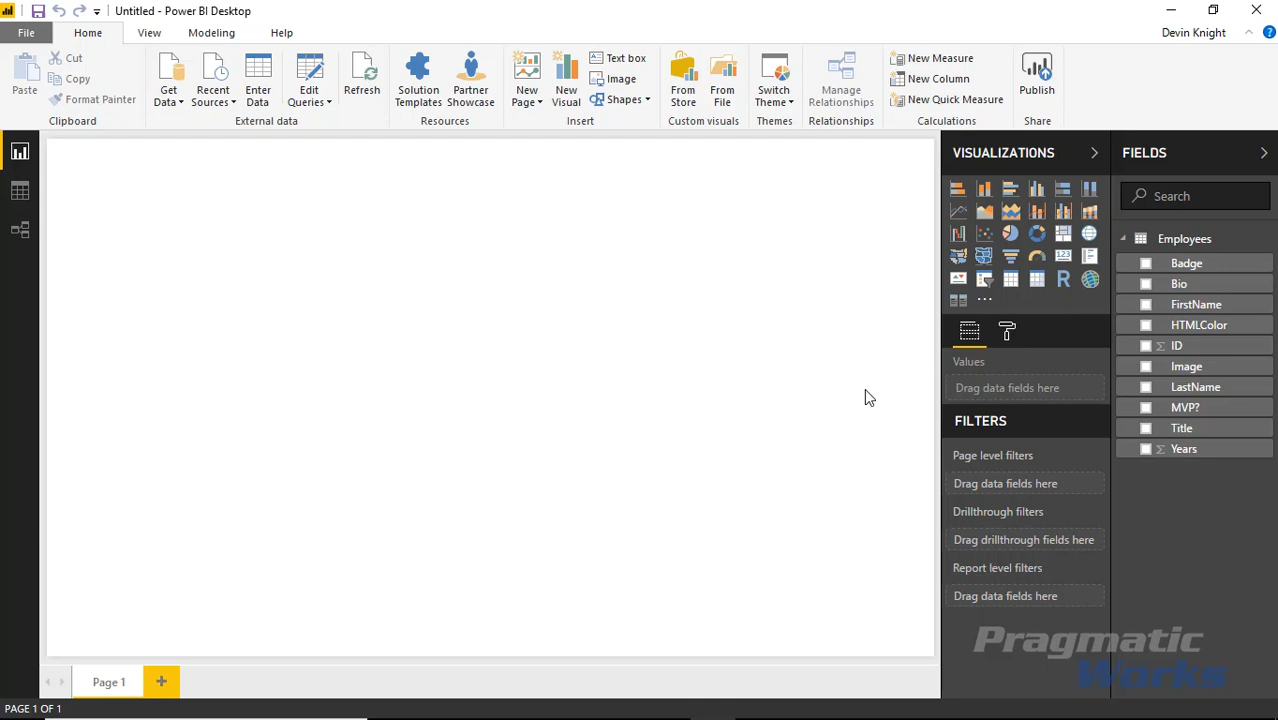 Untitled - Power BI Desktop
File Home View Modeling Help Devin Knight
Paste
Cut
Copy
Format Painter
Clipboard
Get Data
Recent Sources
Enter Data
Edit Queries
Refresh
External data
Solution Templates
Partner Showcase
Resources
New Page
New Visual
Text box
Image
Shapes
Insert
From Store
From File
Custom visuals
Switch Theme
Themes
Manage Relationships
Relationships
New Measure
New Column
New Quick Measure
Calculations
Publish
Share
VISUALIZATIONS
123
R
Values
Drag data fields here
FILTERS
Page level filters
Drag data fields here
Drillthrough filters
Drag drillthrough fields here
Report level filters
Drag data fields here
FIELDS
Search
Employees
Badge
Bio
FirstName
HTMLColor
Σ ID
Image
LastName
MVP?
Title
Σ Years
Pragmatic
Works
Page 1
PAGE 1 OF 1